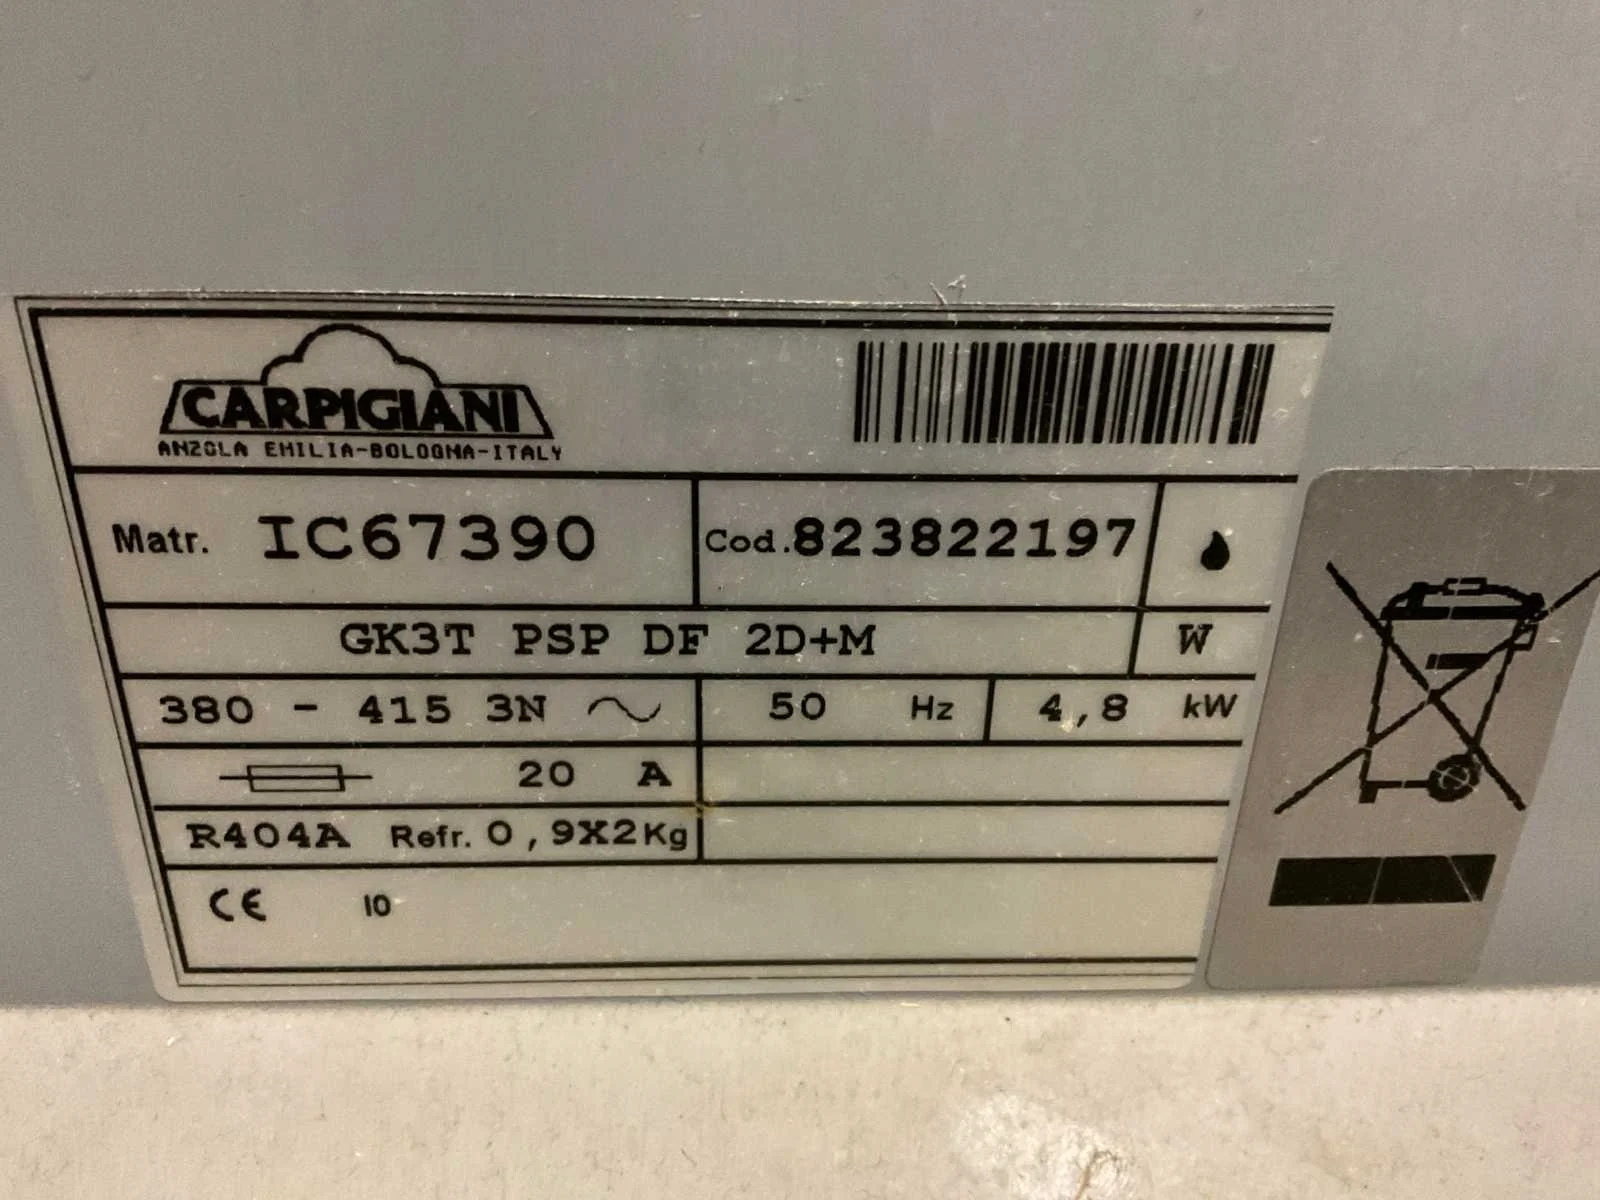 CARPIGIANI
ANZOLA EMILIA-BOLOGNA-ITALY
Matr. IC67390 Cod.823822197
GK3T PSP DF 2D+M W
380 - 415 3N 50 Hz 4,8 kW
20 A
R404A Refr. 0,9X2Kg
CE 10